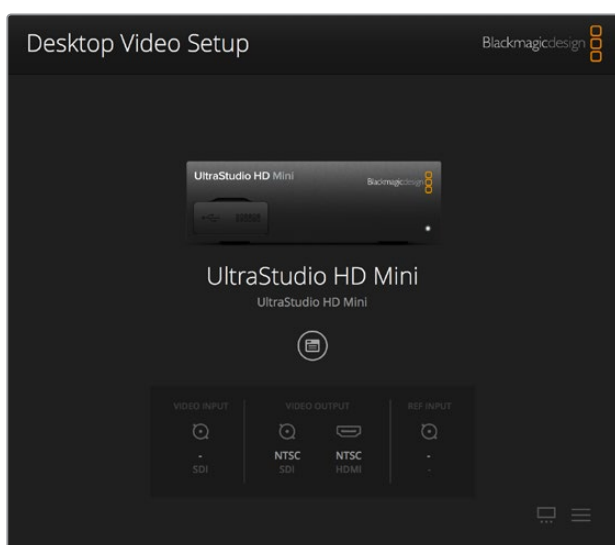 Desktop Video Setup
Blackmagicdesign
UltraStudio HD Mini
Blackmagicdesign
UltraStudio HD Mini
UltraStudio HD Mini
VIDEO INPUT VIDEO OUTPUT REF INPUT
- NTSC NTSC -
SDI SDI HDMI -